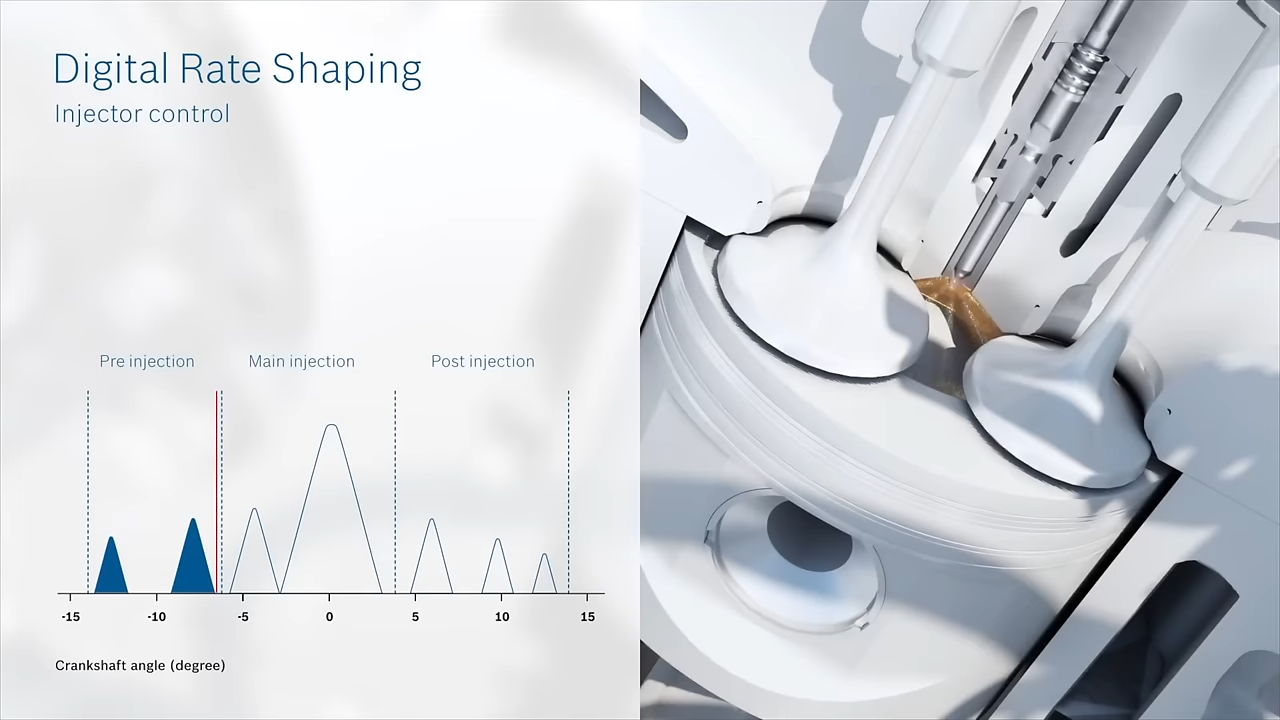 Digital Rate Shaping
Injector control
Pre injection Main injection Post injection
-15 -10 -5 0 5 10 15
Crankshaft angle (degree)